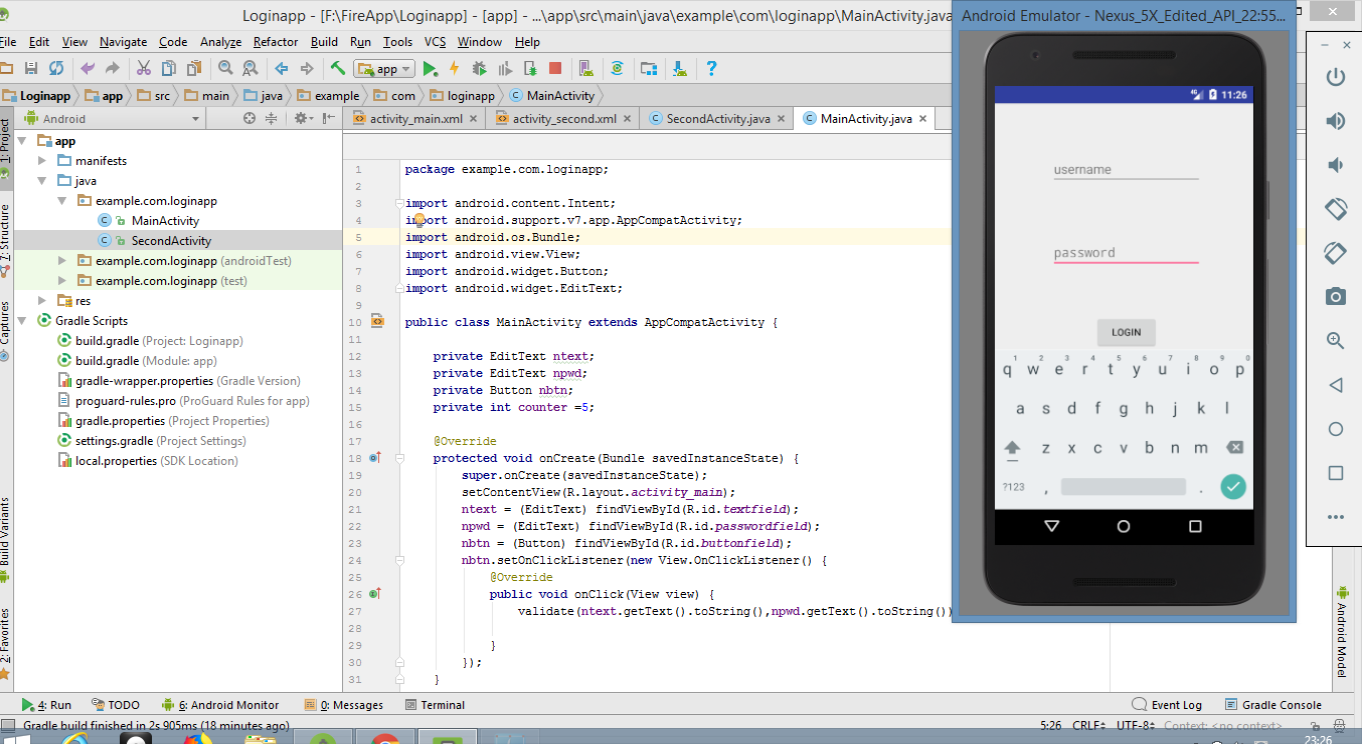 Loginapp - [F:\FireApp\Loginapp] - [app] - ...\app\src\main\java\example\com\loginapp\MainActivity.java
File Edit View Navigate Code Analyze Refactor Build Run Tools VCS Window Help
app
Loginapp app src main java example com loginapp MainActivity
Android
activity_main.xml activity_second.xml SecondActivity.java MainActivity.java
1: Project
7: Structure
Captures
Build Variants
2: Favorites
app
manifests
java
example.com.loginapp
MainActivity
SecondActivity
example.com.loginapp (androidTest)
example.com.loginapp (test)
res
Gradle Scripts
build.gradle (Project: Loginapp)
build.gradle (Module: app)
gradle-wrapper.properties (Gradle Version)
proguard-rules.pro (ProGuard Rules for app)
gradle.properties (Project Properties)
settings.gradle (Project Settings)
local.properties (SDK Location)
1 package example.com.loginapp;
2
3 import android.content.Intent;
4 import android.support.v7.app.AppCompatActivity;
5 import android.os.Bundle;
6 import android.view.View;
7 import android.widget.Button;
8 import android.widget.EditText;
9
10 public class MainActivity extends AppCompatActivity {
11
12 private EditText ntext;
13 private EditText npwd;
14 private Button nbtn;
15 private int counter =5;
16
17 @Override
18 protected void onCreate(Bundle savedInstanceState) {
19 super.onCreate(savedInstanceState);
20 setContentView(R.layout.activity_main);
21 ntext = (EditText) findViewById(R.id.textfield);
22 npwd = (EditText) findViewById(R.id.passwordfield);
23 nbtn = (Button) findViewById(R.id.buttonfield);
24 nbtn.setOnClickListener(new View.OnClickListener() {
25 @Override
26 public void onClick(View view) {
27 validate(ntext.getText().toString(),npwd.getText().toString())
28
29 }
30 });
31 }
Android Emulator - Nexus_5X_Edited_API_22:55...
11:26
username
password
LOGIN
1 2 3 4 5 6 7 8 9 0
q w e r t y u i o p
a s d f g h j k l
z x c v b n m
?123 , .
Android Model
4: Run TODO 6: Android Monitor 0: Messages Terminal Event Log Gradle Console
Gradle build finished in 2s 905ms (18 minutes ago) 5:26 CRLF UTF-8 Context: <no context>
23:26